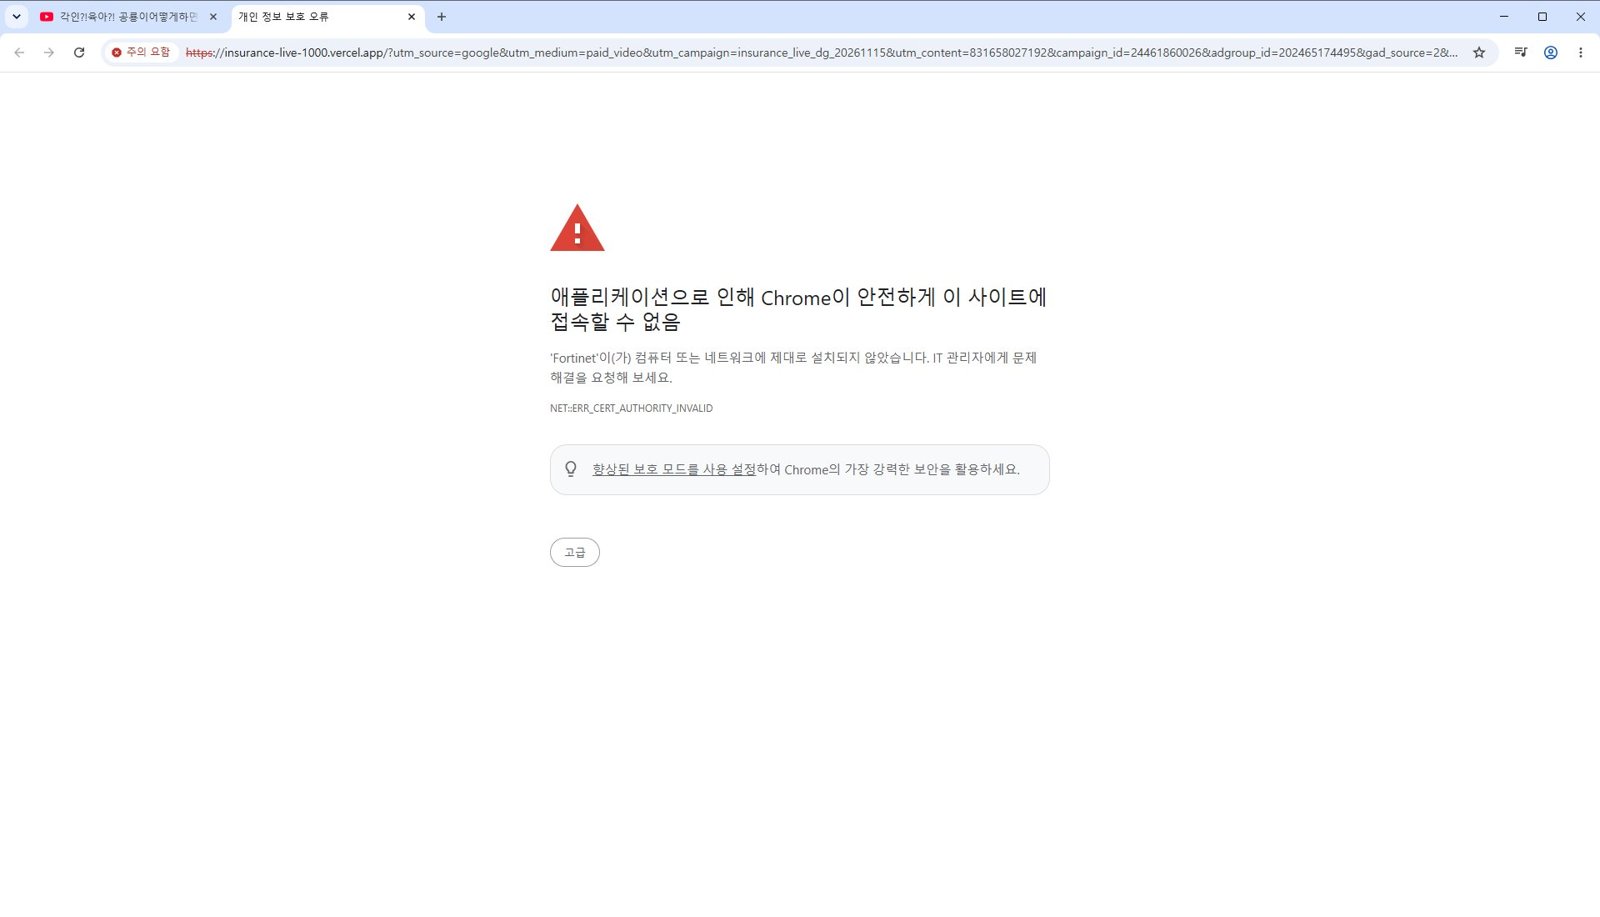 각인?!육아?! 공룡이어떻게하면
개인 정보 보호 오류
주의 요함
https://insurance-live-1000.vercel.app/?utm_source=google&utm_medium=paid_video&utm_campaign=insurance_live_dg_20261115&utm_content=831658027192&campaign_id=24461860026&adgroup_id=202465174495&gad_source=2&...
애플리케이션으로 인해 Chrome이 안전하게 이 사이트에
접속할 수 없음
'Fortinet'이(가) 컴퓨터 또는 네트워크에 제대로 설치되지 않았습니다. IT 관리자에게 문제
해결을 요청해 보세요.
NET::ERR_CERT_AUTHORITY_INVALID
향상된 보호 모드를 사용 설정하여 Chrome의 가장 강력한 보안을 활용하세요.
고급